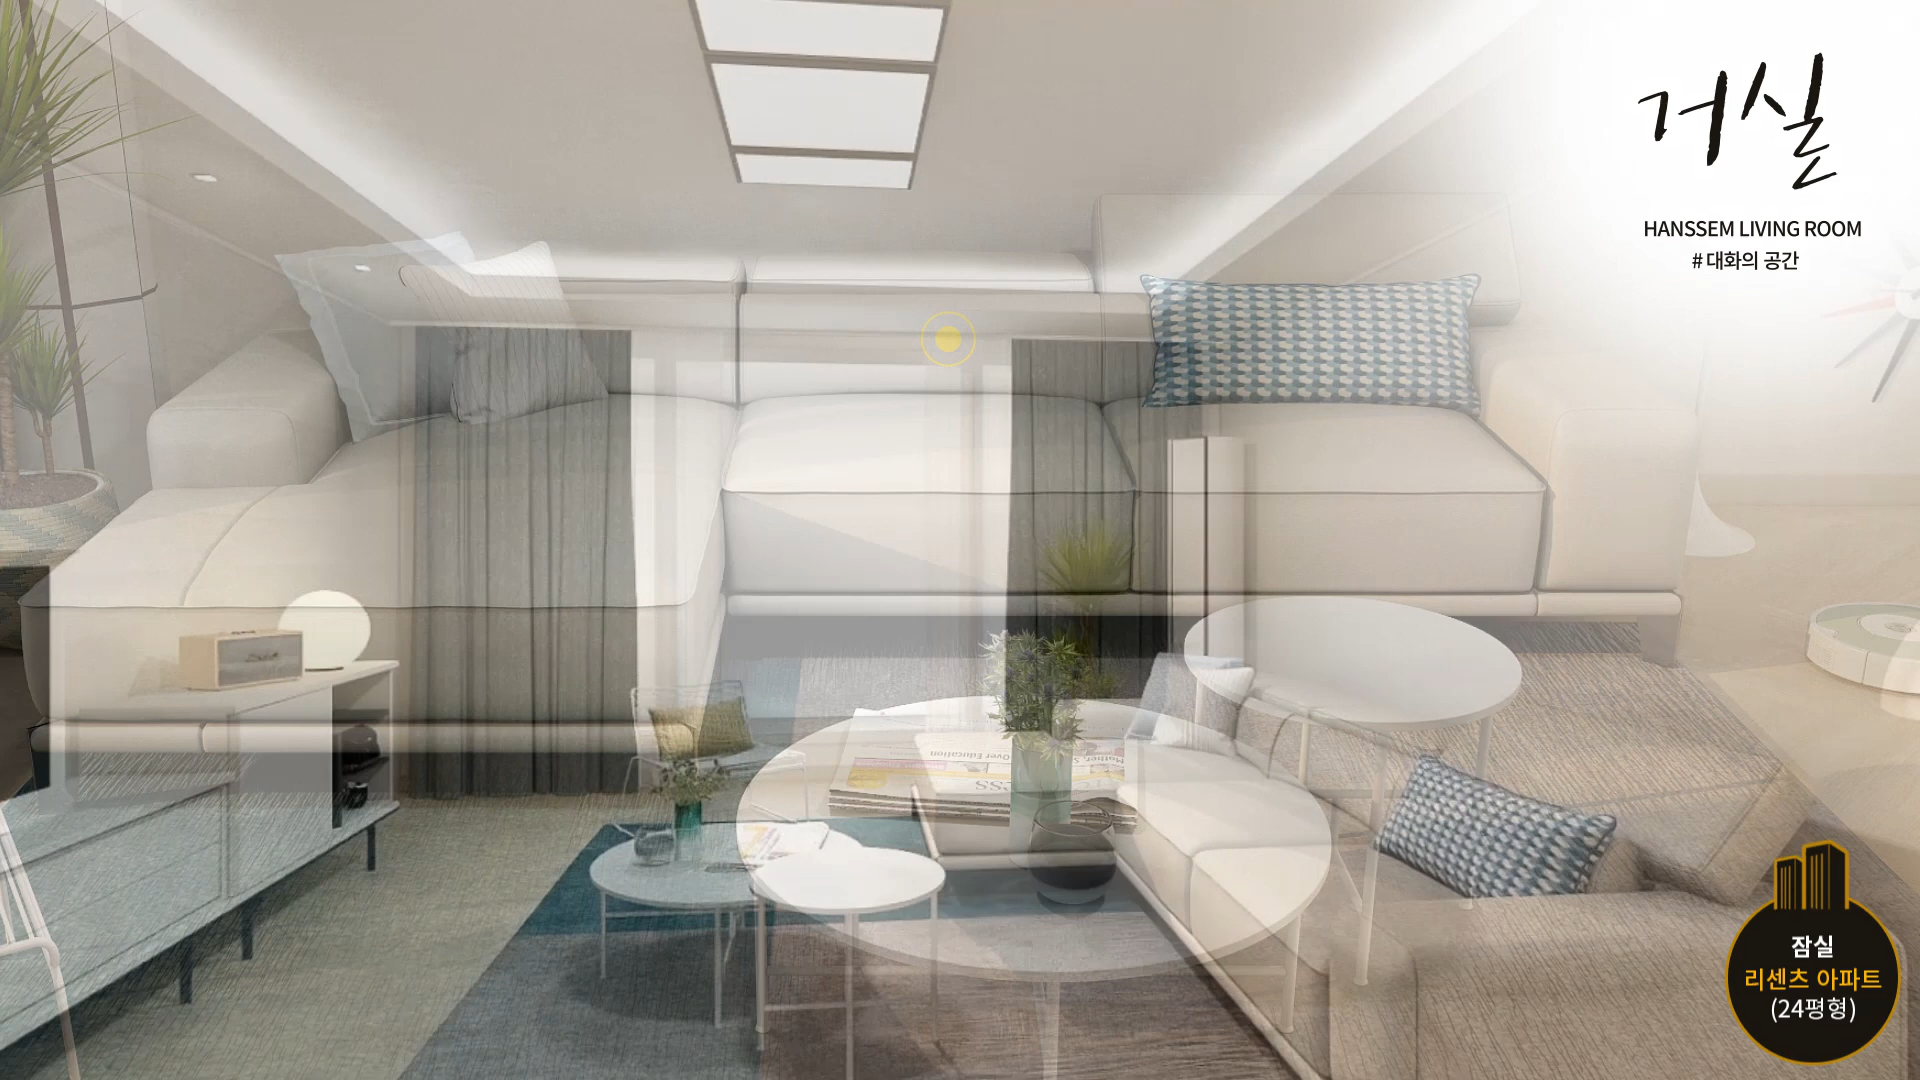 거실
HANSSEM LIVING ROOM
# 대화의 공간
잠실
리센츠 아파트
(24평형)